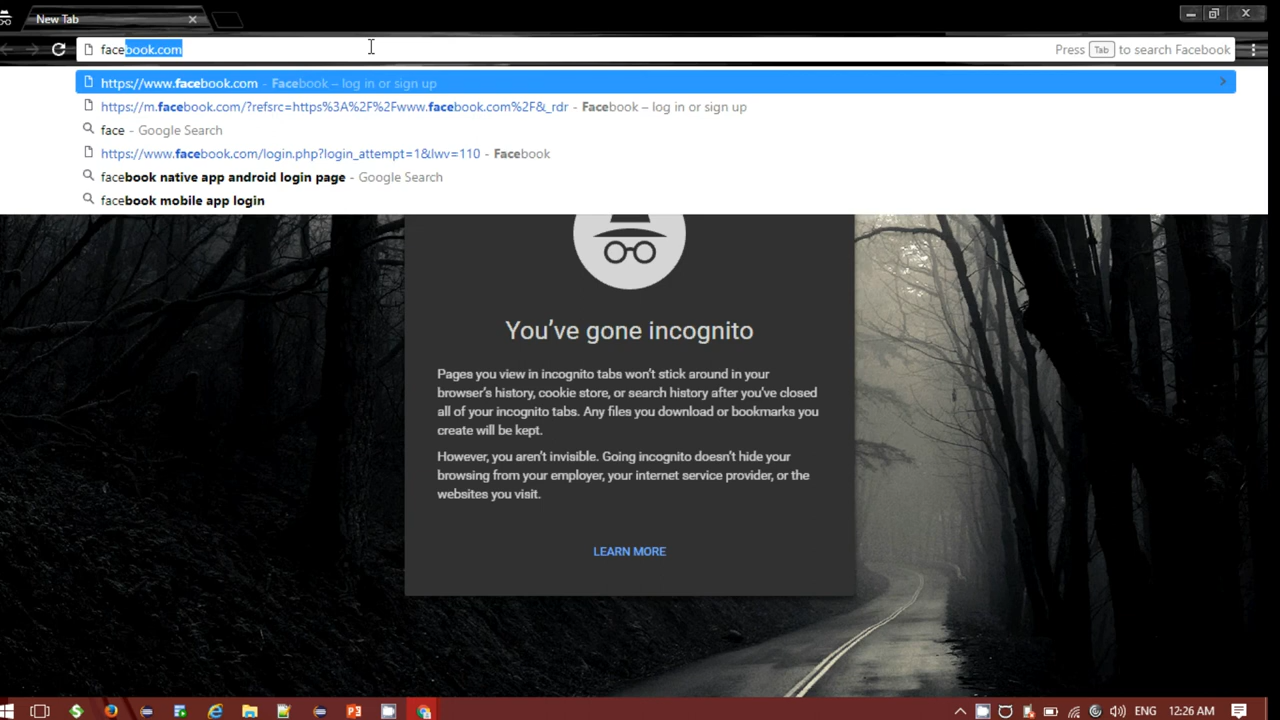 New Tab
facebook.com
Press Tab to search Facebook
https://www.facebook.com - Facebook – log in or sign up
https://m.facebook.com/?refsrc=https%3A%2F%2Fwww.facebook.com%2F&_rdr - Facebook – log in or sign up
face - Google Search
https://www.facebook.com/login.php?login_attempt=1&lwv=110 - Facebook
facebook native app android login page - Google Search
facebook mobile app login
You've gone incognito
Pages you view in incognito tabs won't stick around in your
browser's history, cookie store, or search history after you've closed
all of your incognito tabs. Any files you download or bookmarks you
create will be kept.
However, you aren't invisible. Going incognito doesn't hide your
browsing from your employer, your internet service provider, or the
websites you visit.
LEARN MORE
ENG 12:26 AM